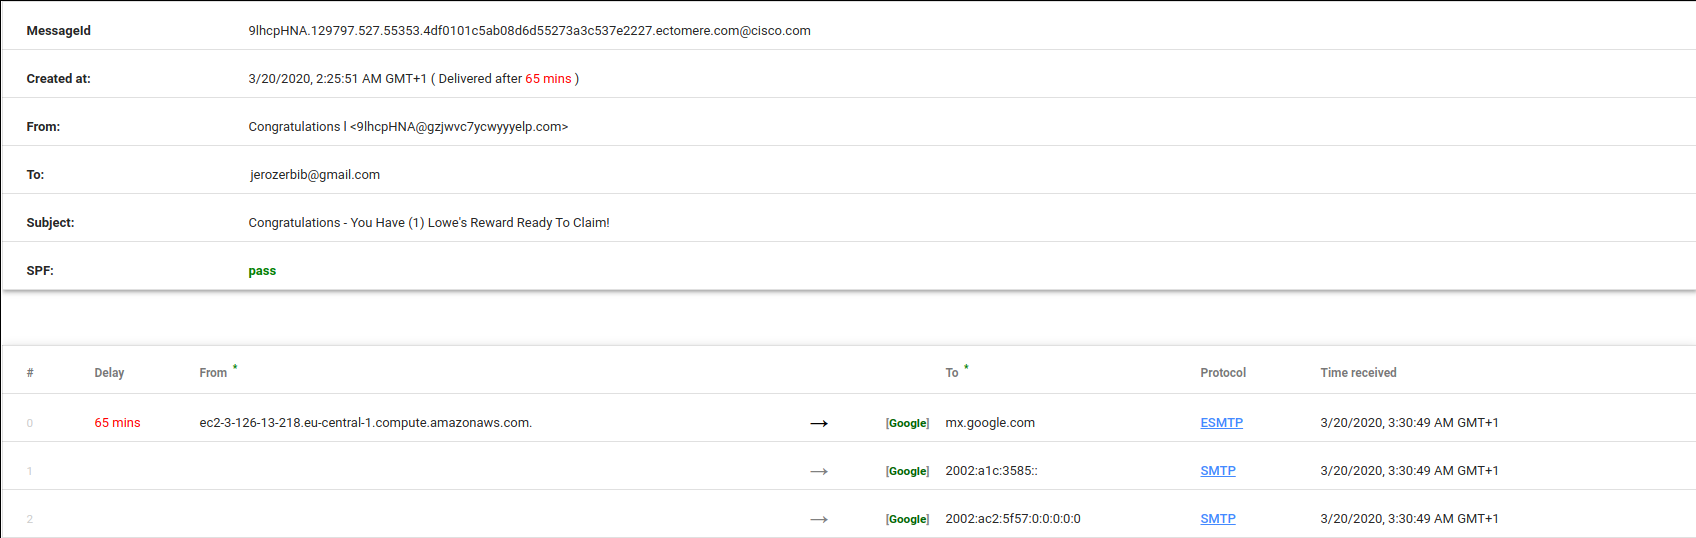 MessageId 9lhcpHNA.129797.527.55353.4df0101c5ab08d6d55273a3c537e2227.ectomere.com@cisco.com
Created at: 3/20/2020, 2:25:51 AM GMT+1 ( Delivered after 65 mins )
From: Congratulations l <9lhcpHNA@gzjwvc7ycwyyyelp.com>
To: jerozerbib@gmail.com
Subject: Congratulations - You Have (1) Lowe's Reward Ready To Claim!
SPF: pass
# Delay From * To * Protocol Time received
0 65 mins ec2-3-126-13-218.eu-central-1.compute.amazonaws.com. → [Google] mx.google.com ESMTP 3/20/2020, 3:30:49 AM GMT+1
1 → [Google] 2002:a1c:3585:: SMTP 3/20/2020, 3:30:49 AM GMT+1
2 → [Google] 2002:ac2:5f57:0:0:0:0:0 SMTP 3/20/2020, 3:30:49 AM GMT+1